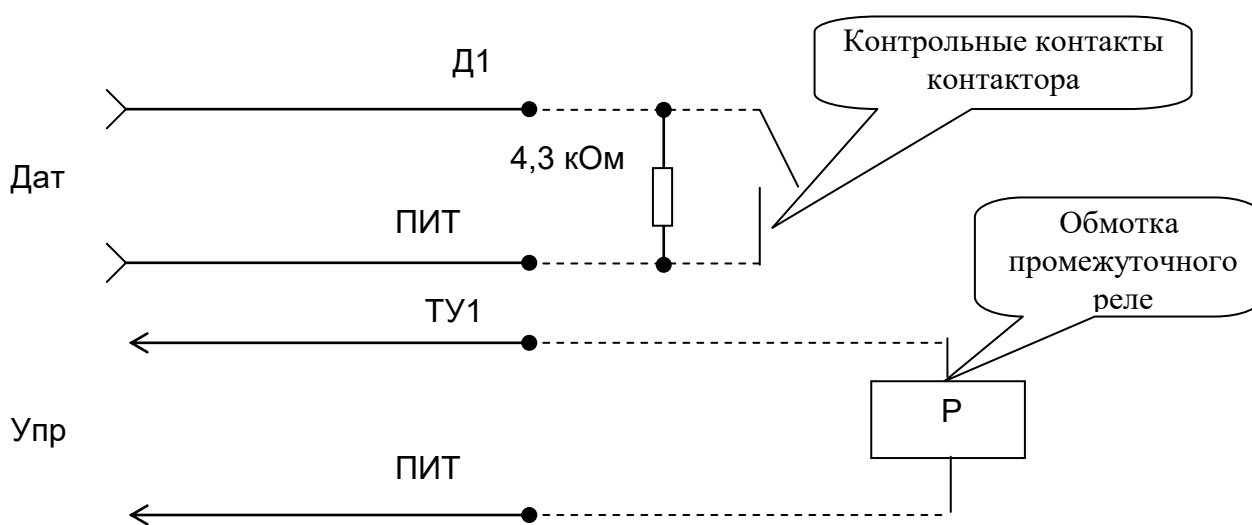 Контрольные контакты
контактора
Д1
4,3 кОм
Дат
ПИТ
Обмотка
промежуточного
реле
ТУ1
Р
Упр
ПИТ